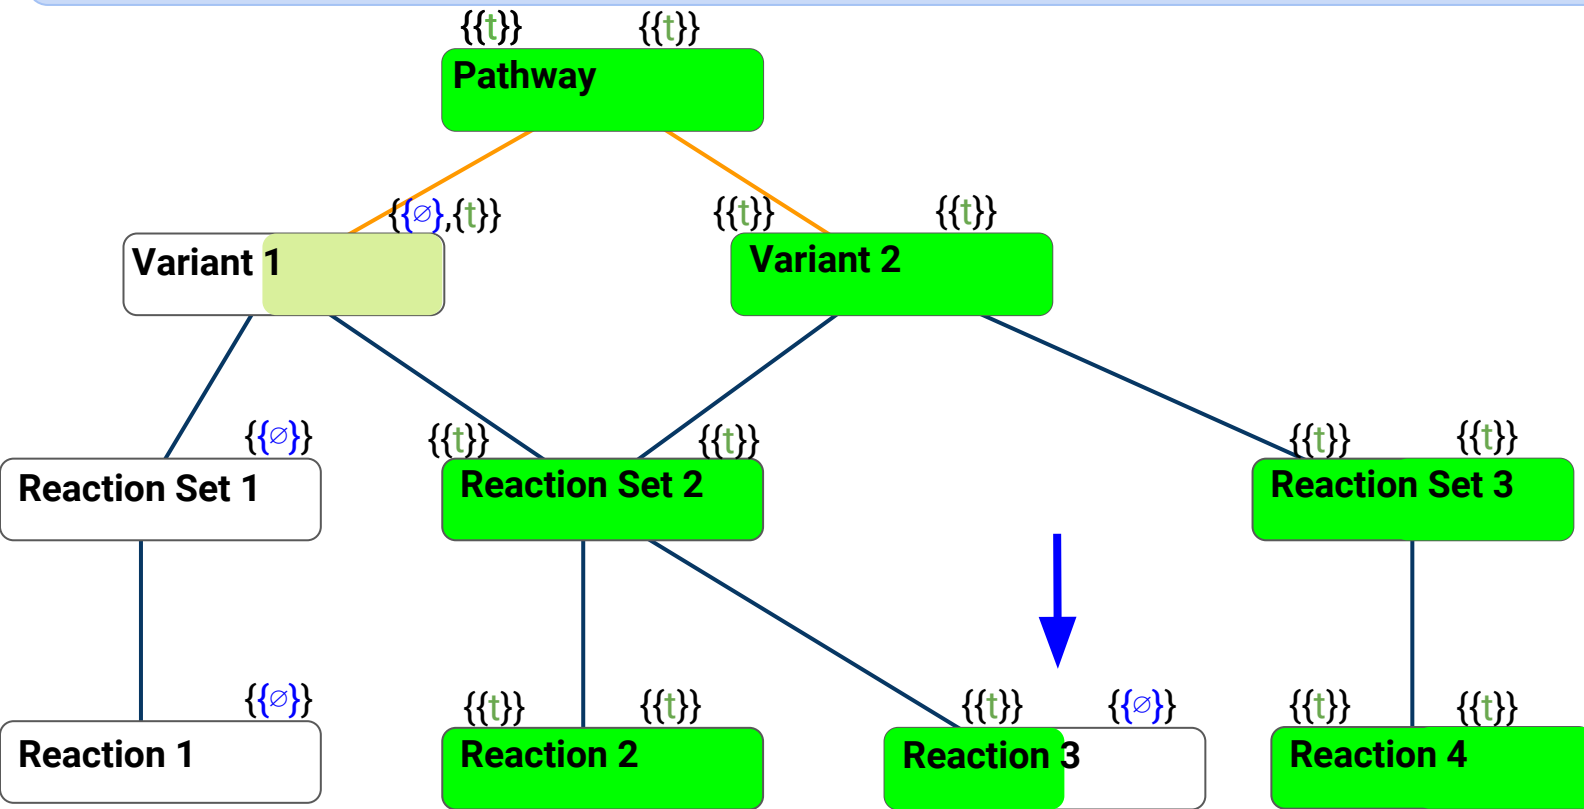 {{t}} {{t}}
Pathway
{{∅},{t}} {{t}} {{t}}
Variant 1 Variant 2
{{∅}} {{t}} {{t}} {{t}} {{t}}
Reaction Set 1 Reaction Set 2 Reaction Set 3
{{∅}} {{t}} {{t}} {{t}} {{∅}} {{t}} {{t}}
Reaction 1 Reaction 2 Reaction 3 Reaction 4